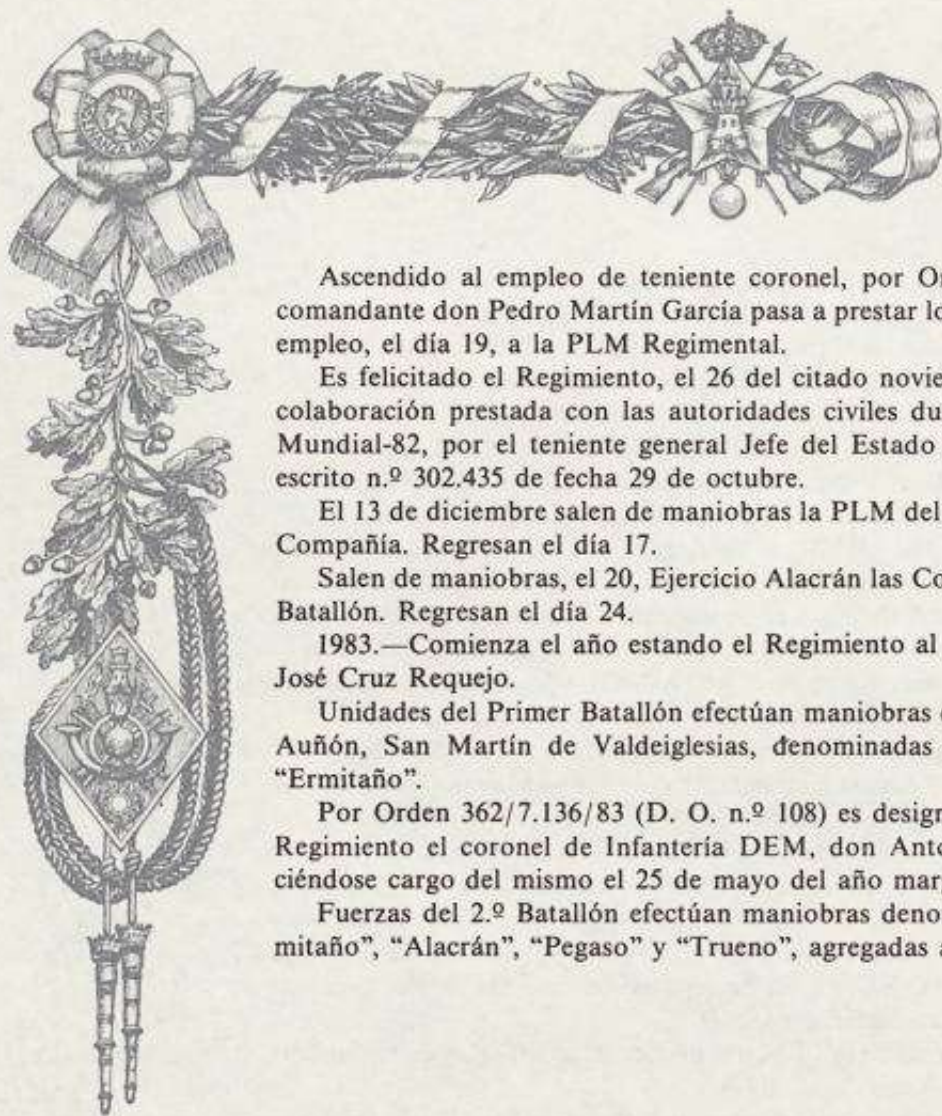 Ascendido al empleo de teniente coronel, por Or
comandante don Pedro Martín García pasa a prestar lo
empleo, el día 19, a la PLM Regimental.
Es felicitado el Regimiento, el 26 del citado novie
colaboración prestada con las autoridades civiles du
Mundial-82, por el teniente general Jefe del Estado
escrito n.º 302.435 de fecha 29 de octubre.
El 13 de diciembre salen de maniobras la PLM del
Compañía. Regresan el día 17.
Salen de maniobras, el 20, Ejercicio Alacrán las Co
Batallón. Regresan el día 24.
1983.—Comienza el año estando el Regimiento al
José Cruz Requejo.
Unidades del Primer Batallón efectúan maniobras
Auñón, San Martín de Valdeiglesias, denominadas
“Ermitaño”.
Por Orden 362/7.136/83 (D. O. n.º 108) es design
Regimiento el coronel de Infantería DEM, don Anto
ciéndose cargo del mismo el 25 de mayo del año mar
Fuerzas del 2.º Batallón efectúan maniobras deno
mitaño”, “Alacrán”, “Pegaso” y “Trueno”, agregadas a